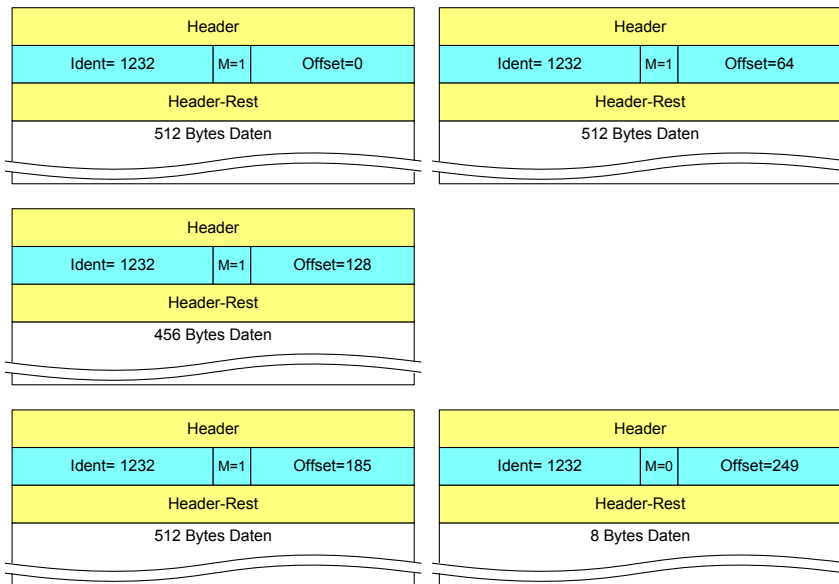 Header
Ident= 1232 M=1 Offset=0
Header-Rest
512 Bytes Daten
Header
Ident= 1232 M=1 Offset=64
Header-Rest
512 Bytes Daten
Header
Ident= 1232 M=1 Offset=128
Header-Rest
456 Bytes Daten
Header
Ident= 1232 M=1 Offset=185
Header-Rest
512 Bytes Daten
Header
Ident= 1232 M=0 Offset=249
Header-Rest
8 Bytes Daten